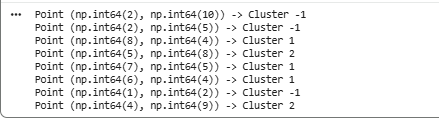 Point (np.int64(2), np.int64(10)) -> Cluster -1
Point (np.int64(2), np.int64(5)) -> Cluster -1
Point (np.int64(8), np.int64(4)) -> Cluster 1
Point (np.int64(5), np.int64(8)) -> Cluster 2
Point (np.int64(7), np.int64(5)) -> Cluster 1
Point (np.int64(6), np.int64(4)) -> Cluster 1
Point (np.int64(1), np.int64(2)) -> Cluster -1
Point (np.int64(4), np.int64(9)) -> Cluster 2